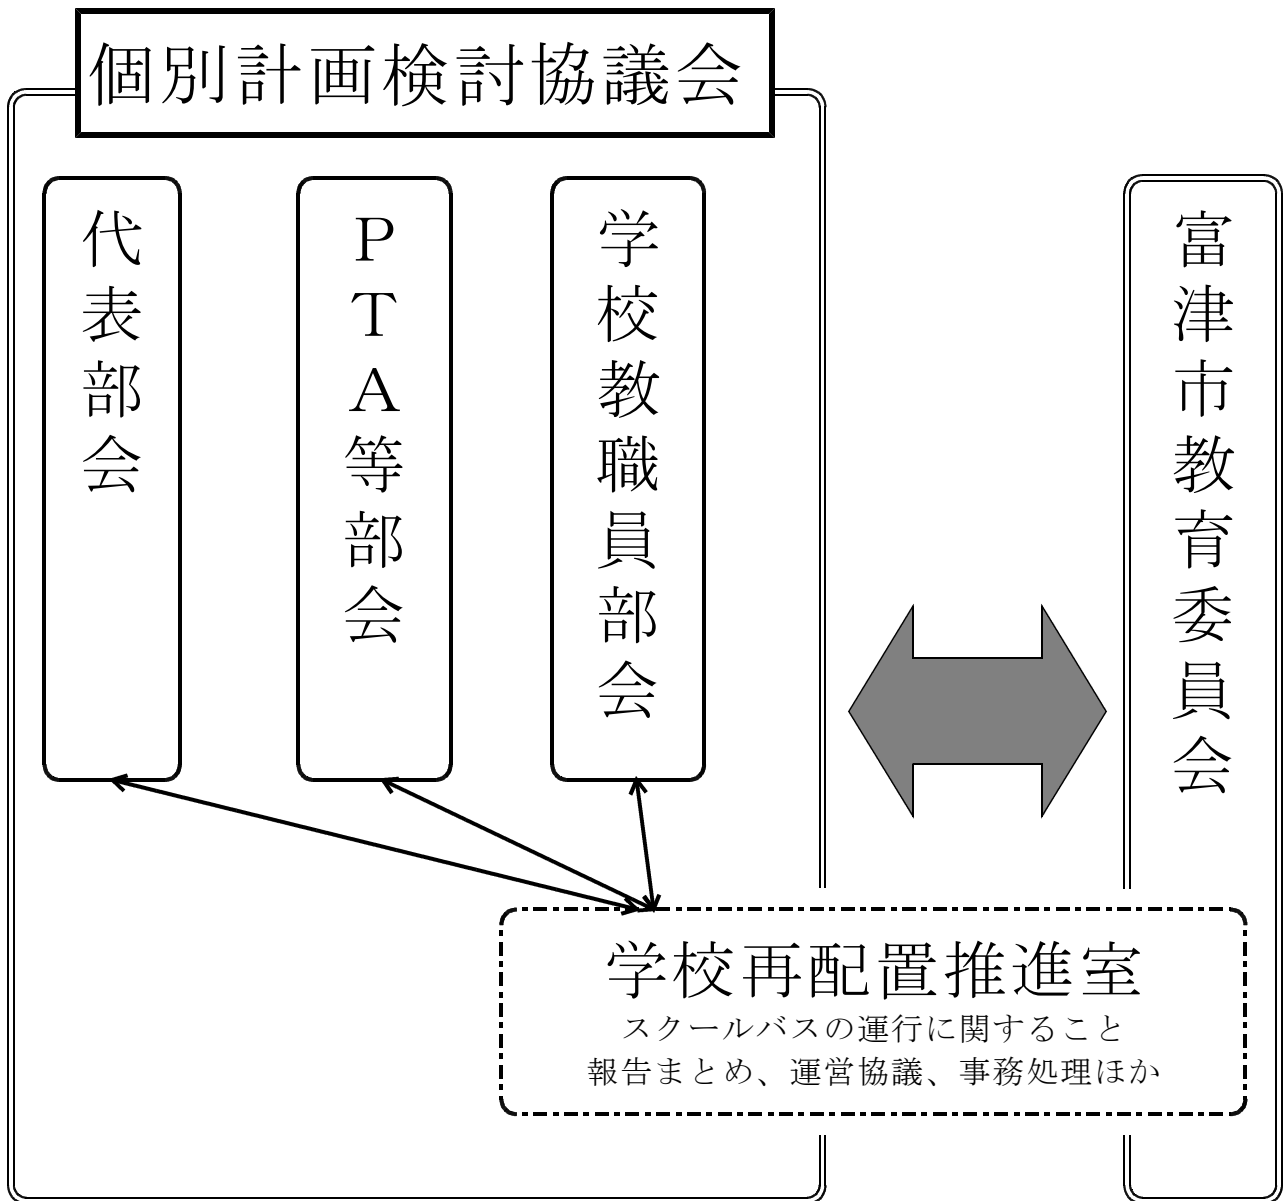 個別計画検討協議会
代表部会
ＰＴＡ等部会
学校教職員部会
富津市教育委員会
学校再配置推進室
スクールバスの運行に関すること
報告まとめ、運営協議、事務処理ほか